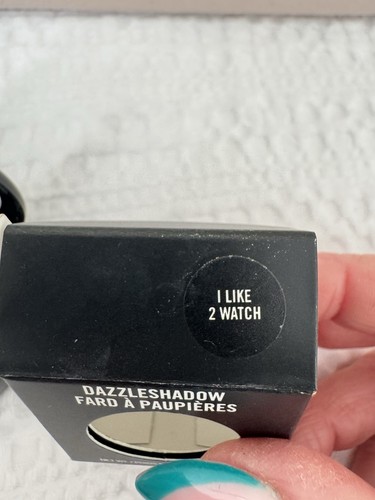 I LIKE
2 WATCH
DAZZLESHADOW
FARD À PAUPIÈRES